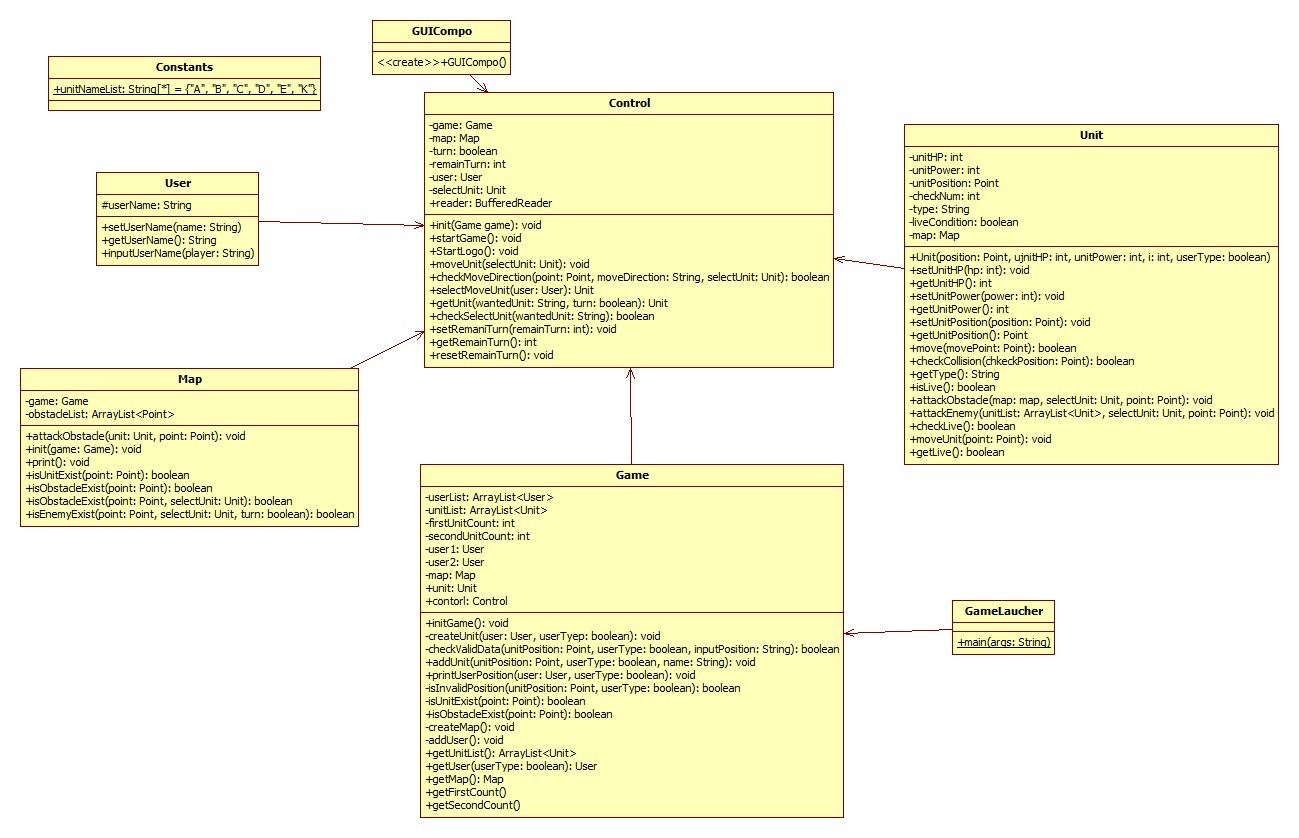 GUICompo
<<create>>+GUICompo()
Constants
+unitNameList: String[*] = {"A", "B", "C", "D", "E", "K"}
Control
-game: Game
-map: Map
-turn: boolean
-remainTurn: int
-user: User
-selectUnit: Unit
+reader: BufferedReader
+init(Game game): void
+startGame(): void
+StartLogo(): void
+moveUnit(selectUnit: Unit): void
+checkMoveDirection(point: Point, moveDirection: String, selectUnit: Unit): boolean
+selectMoveUnit(user: User): Unit
+getUnit(wantedUnit: String, turn: boolean): Unit
+checkSelectUnit(wantedUnit: String): boolean
+setRemaniTurn(remainTurn: int): void
+getRemainTurn(): int
+resetRemainTurn(): void
Unit
-unitHP: int
-unitPower: int
-unitPosition: Point
-checkNum: int
-type: String
-liveCondition: boolean
-map: Map
+Unit(position: Point, ujnitHP: int, unitPower: int, i: int, userType: boolean)
+setUnitHP(hp: int): void
+getUnitHP(): int
+setUnitPower(power: int): void
+getUnitPower(): int
+setUnitPosition(position: Point): void
+getUnitPosition(): Point
+move(movePoint: Point): boolean
+checkCollision(chkeckPosition: Point): boolean
+getType(): String
+isLive(): boolean
+attackObstacle(map: map, selectUnit: Unit, point: Point): void
+attackEnemy(unitList: ArrayList<Unit>, selectUnit: Unit, point: Point): void
+checkLive(): boolean
+moveUnit(point: Point): void
+getLive(): boolean
User
#userName: String
+setUserName(name: String)
+getUserName(): String
+inputUserName(player: String)
Map
-game: Game
-obstacleList: ArrayList<Point>
+attackObstacle(unit: Unit, point: Point): void
+init(game: Game): void
+print(): void
+isUnitExist(point: Point): boolean
+isObstacleExist(point: Point): boolean
+isObstacleExist(point: Point, selectUnit: Unit): boolean
+isEnemyExist(point: Point, selectUnit: Unit, turn: boolean): boolean
Game
-userList: ArrayList<User>
-unitList: ArrayList<Unit>
-firstUnitCount: int
-secondUnitCount: int
-user1: User
-user2: User
-map: Map
+unit: Unit
+contorl: Control
+initGame(): void
-createUnit(user: User, userTyep: boolean): void
-checkValidData(unitPosition: Point, userType: boolean, inputPosition: String): boolean
+addUnit(unitPosition: Point, userType: boolean, name: String): void
+printUserPosition(user: User, userType: boolean): void
-isInvalidPosition(unitPosition: Point, userType: boolean): boolean
-isUnitExist(point: Point): boolean
+isObstacleExist(point: Point): boolean
-createMap(): void
-addUser(): void
+getUnitList(): ArrayList<Unit>
+getUser(userType: boolean): User
+getMap(): Map
+getFirstCount()
+getSecondCount()
GameLaucher
+main(args: String)